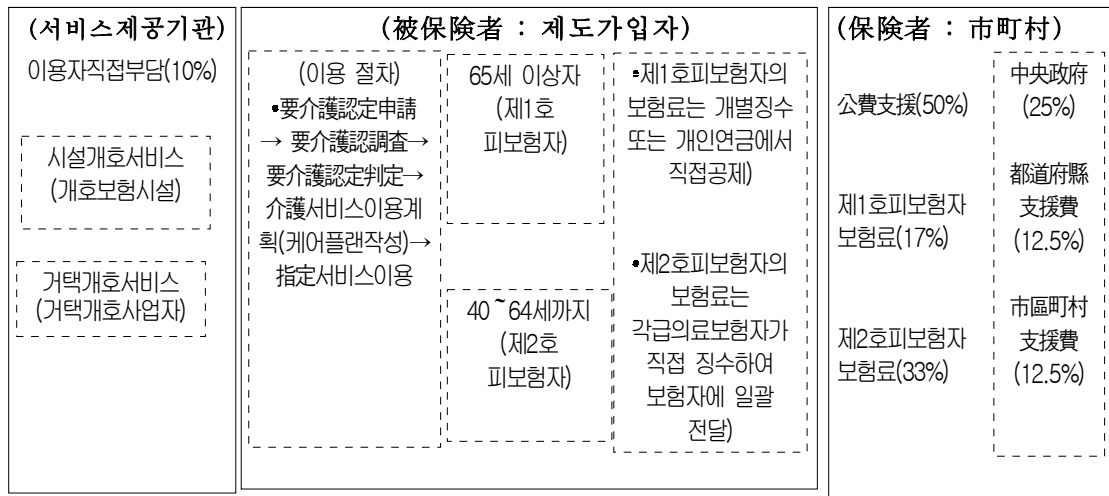 (서비스제공기관)
이용자직접부담(10%)
시설개호서비스
(개호보험시설)
거택개호서비스
(거택개호사업자)
(被保険者 : 제도가입자)
(이용 절차)
•要介護認定申請
→ 要介護認調査→
要介護認定判定→
介護서비스이용계
획(케어플랜작성)→
指定서비스이용
65세 이상자
(제1호
피보험자)
40~64세까지
(제2호
피보험자)
•제1호피보험자의
보험료는 개별징수
또는 개인연금에서
직접공제)
•제2호피보험자의
보험료는
각급의료보험자가
직접 징수하여
보험자에 일괄
전달)
(保険者 : 市町村)
公費支援(50%)
제1호피보험자
보험료(17%)
제2호피보험자
보험료(33%)
中央政府
(25%)
都道府縣
支援費
(12.5%)
市區町村
支援費
(12.5%)